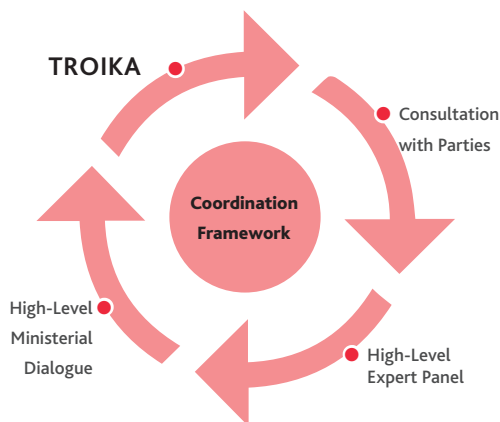 TROIKA
Consultation
with Parties
Coordination
Framework
High-Level
Ministerial
Dialogue
High-Level
Expert Panel